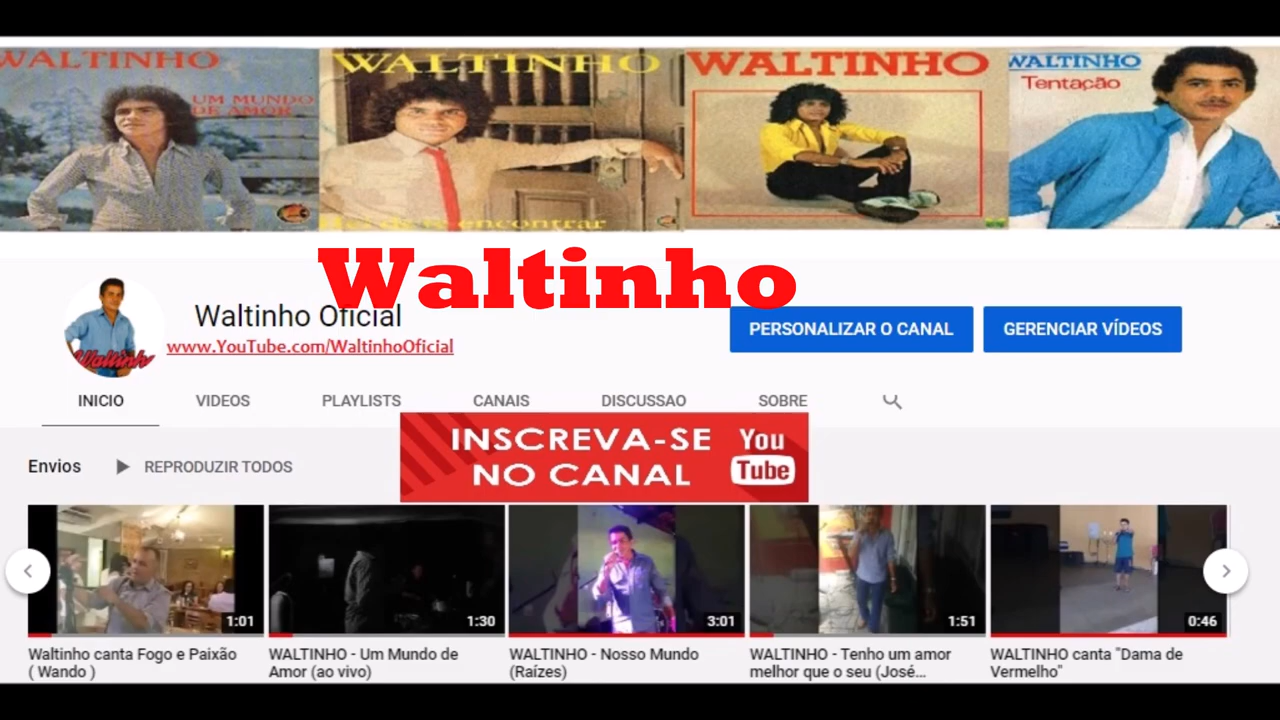 WALTINHO
UM MUNDO
DE AMOR
WALTINHO
encontrar
WALTINHO
WALTINHO
Tentação
Waltinho
Waltinho Oficial
www.YouTube.com/WaltinhoOficial
Waltinho
PERSONALIZAR O CANAL
GERENCIAR VÍDEOS
INICIO
VIDEOS
PLAYLISTS
CANAIS
DISCUSSAO
SOBRE
INSCREVA-SE
NO CANAL
You
Tube
Envios
REPRODUZIR TODOS
1:01
1:30
3:01
1:51
0:46
Waltinho canta Fogo e Paixão
( Wando )
WALTINHO - Um Mundo de
Amor (ao vivo)
WALTINHO - Nosso Mundo
(Raízes)
WALTINHO - Tenho um amor
melhor que o seu (José...
WALTINHO canta "Dama de
Vermelho"